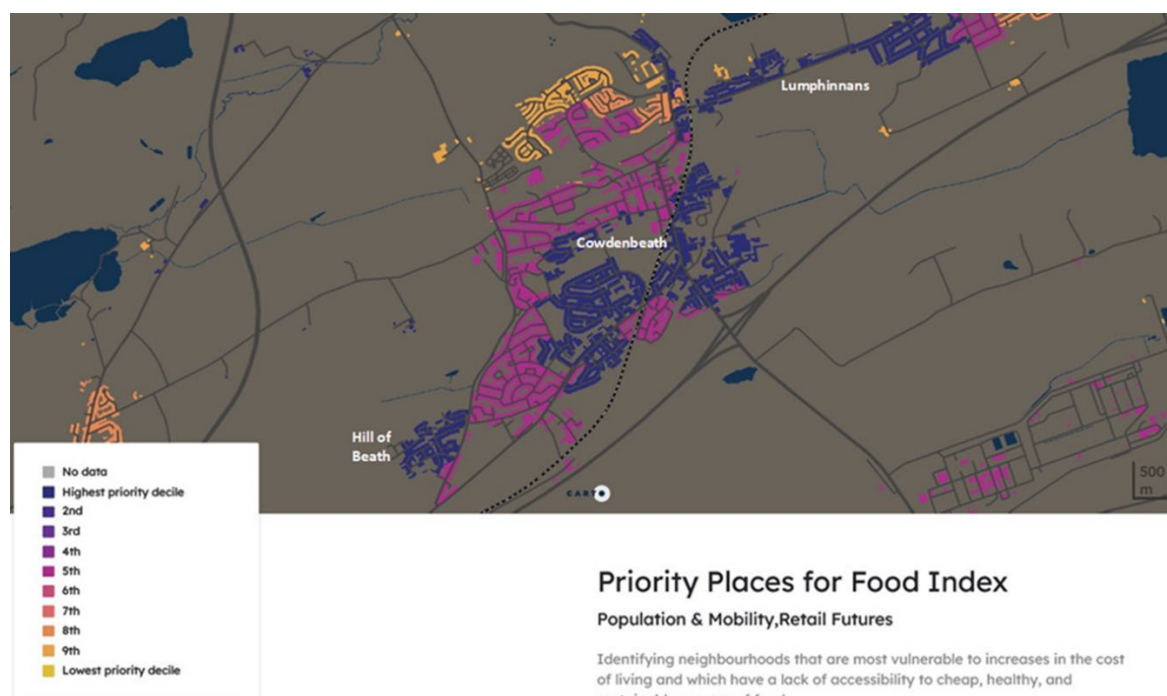 Lumphinnans
Cowdenbeath
Hill of
Beath
CARTO
500
m
No data
Highest priority decile
2nd
3rd
4th
5th
6th
7th
8th
9th
Lowest priority decile
Priority Places for Food Index
Population & Mobility,Retail Futures
Identifying neighbourhoods that are most vulnerable to increases in the cost
of living and which have a lack of accessibility to cheap, healthy, and